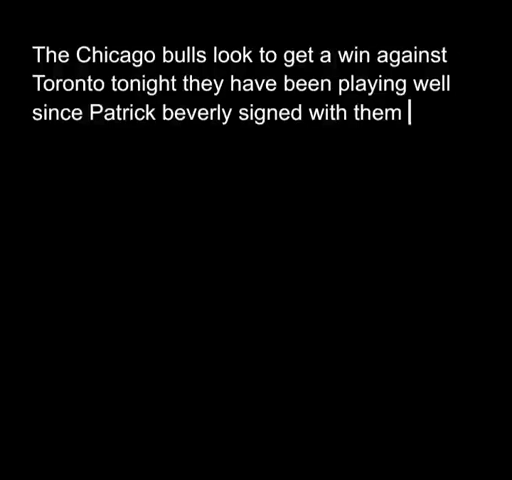 The Chicago bulls look to get a win against
Toronto tonight they have been playing well
since Patrick beverly signed with them